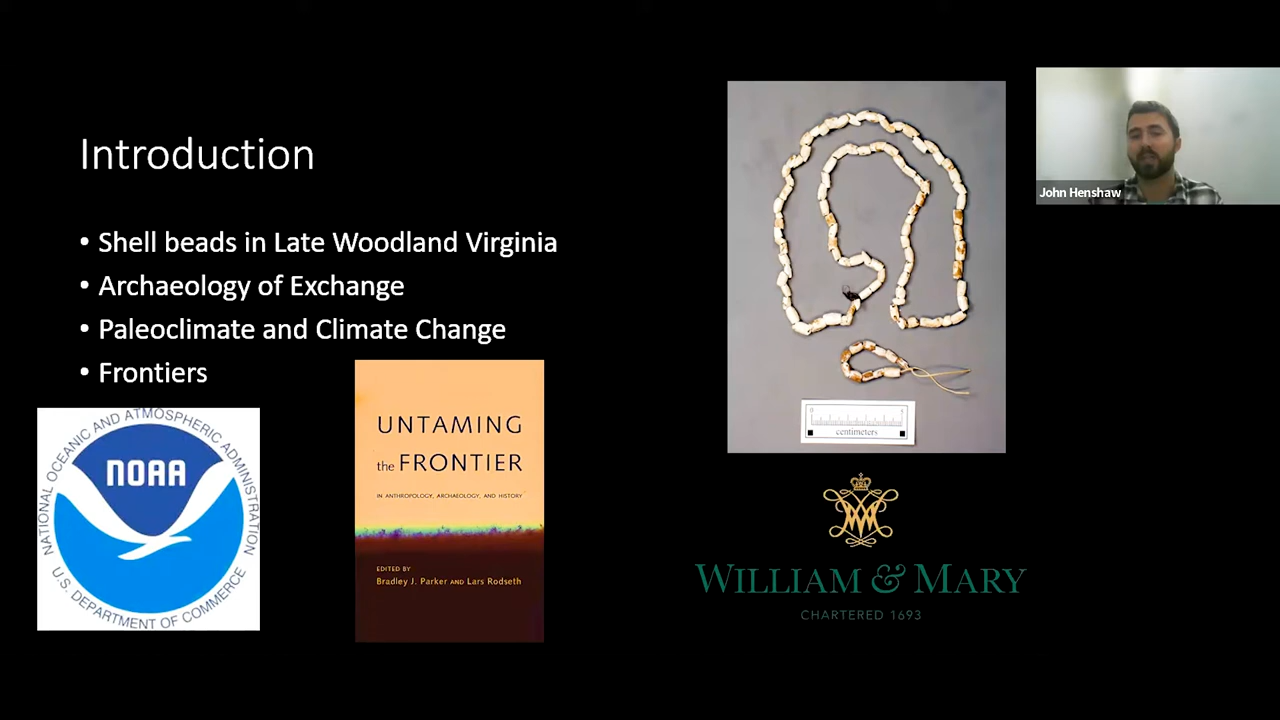 Introduction
• Shell beads in Late Woodland Virginia
• Archaeology of Exchange
• Paleoclimate and Climate Change
• Frontiers
NATIONAL OCEANIC AND ATMOSPHERIC ADMINISTRATION
NOAA
U.S. DEPARTMENT OF COMMERCE
UNTAMING
the FRONTIER
IN ANTHROPOLOGY, ARCHAEOLOGY, AND HISTORY
EDITED BY
Bradley J. Parker AND Lars Rodseth
0
5
centimeters
WILLIAM & MARY
CHARTERED 1693
John Henshaw